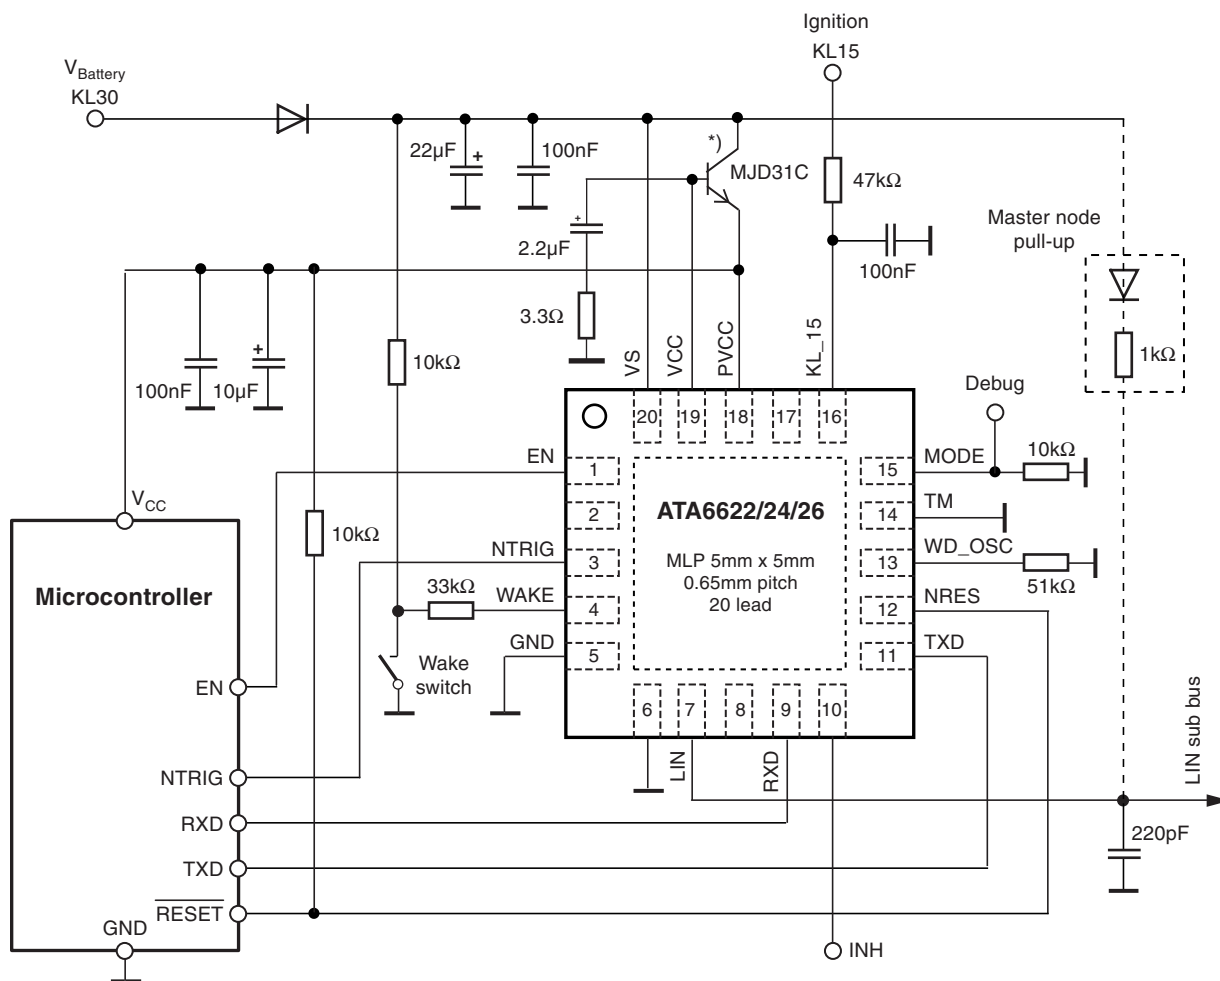 Ignition
KL15
V_Battery
KL30
22µF
+
100nF
*)
MJD31C
47kΩ
+
2.2µF
100nF
Master node
pull-up
3.3Ω
1kΩ
100nF
+
10µF
10kΩ
VS
VCC
PVCC
KL_15
Debug
20
19
18
17
16
EN
1
15
MODE
10kΩ
V_CC
10kΩ
2
ATA6622/24/26
14
TM
NTRIG
3
MLP 5mm x 5mm
0.65mm pitch
20 lead
13
WD_OSC
51kΩ
Microcontroller
33kΩ
WAKE
4
12
NRES
GND
5
11
TXD
Wake
switch
EN
6
7
8
9
10
LIN
RXD
LIN sub bus
NTRIG
RXD
220pF
TXD
RESET
GND
INH